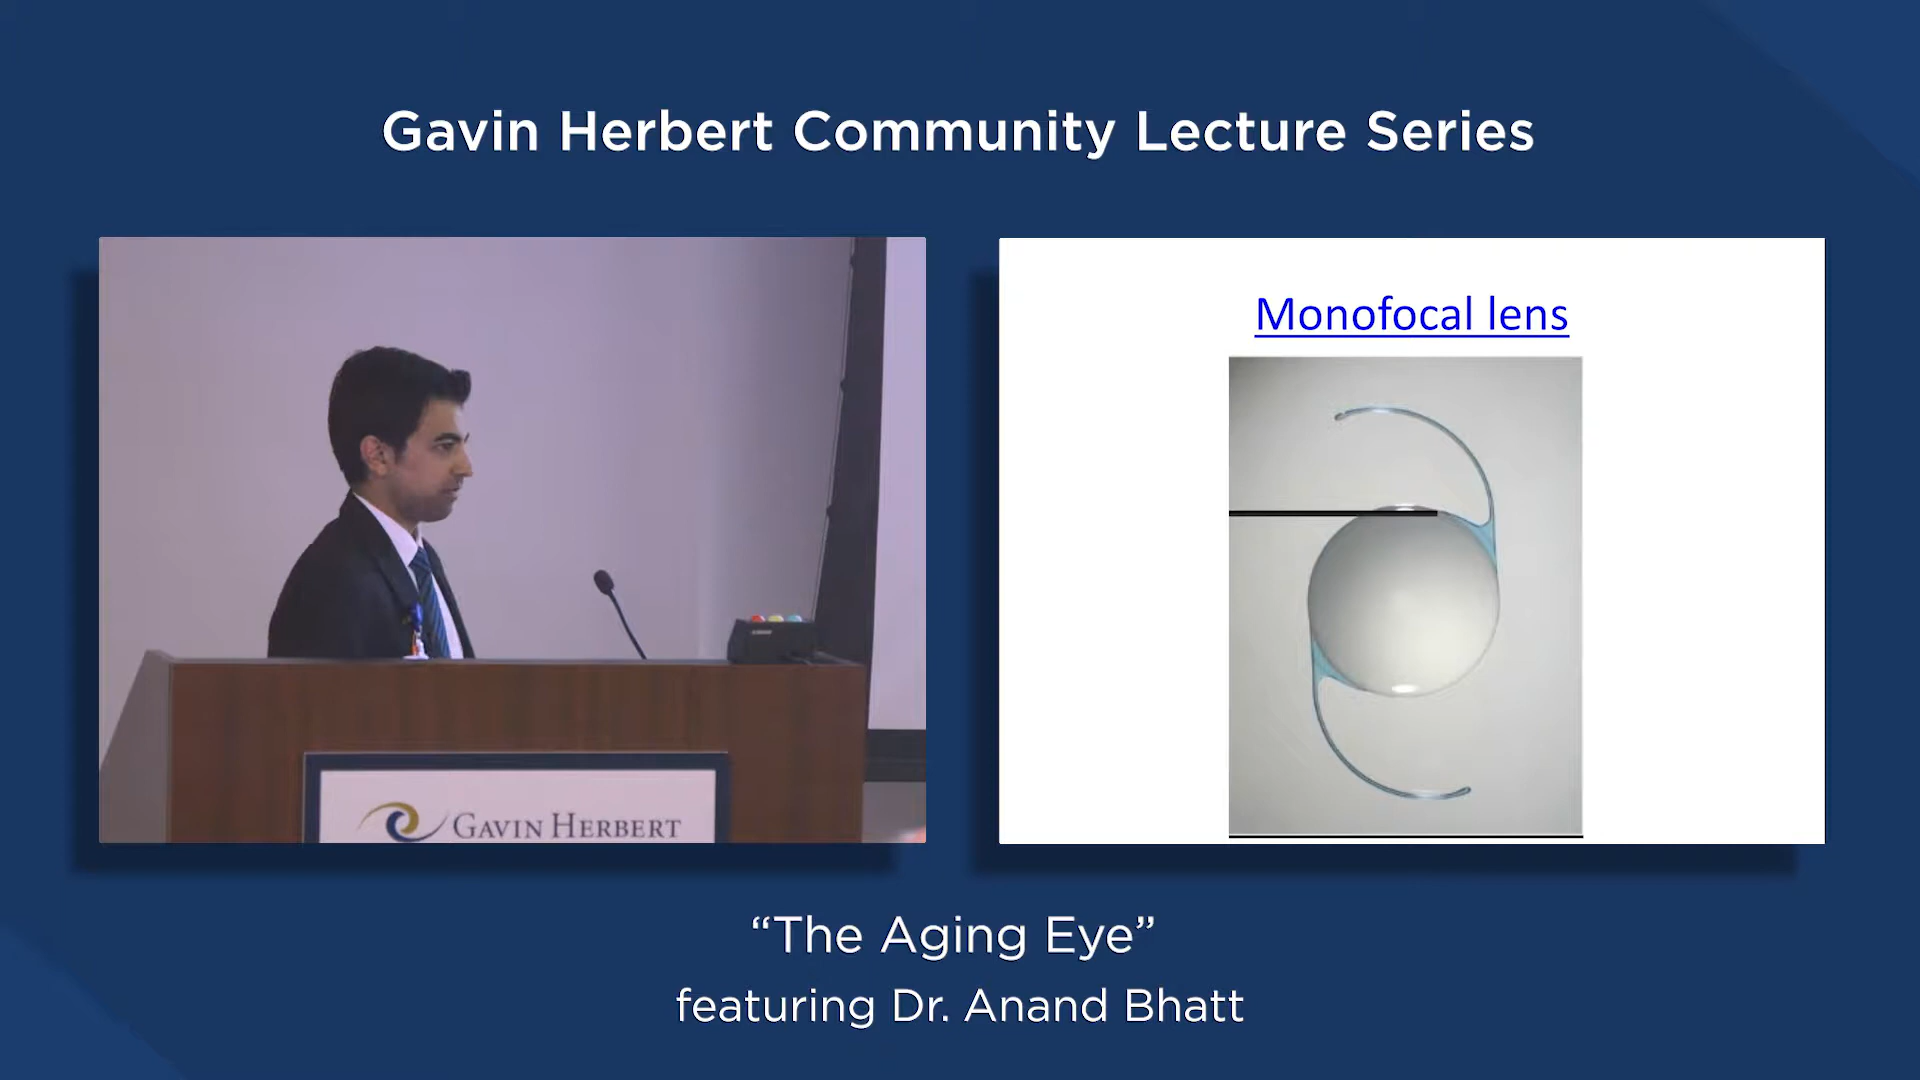 Gavin Herbert Community Lecture Series
Monofocal lens
GAVIN HERBERT
“The Aging Eye”
featuring Dr. Anand Bhatt